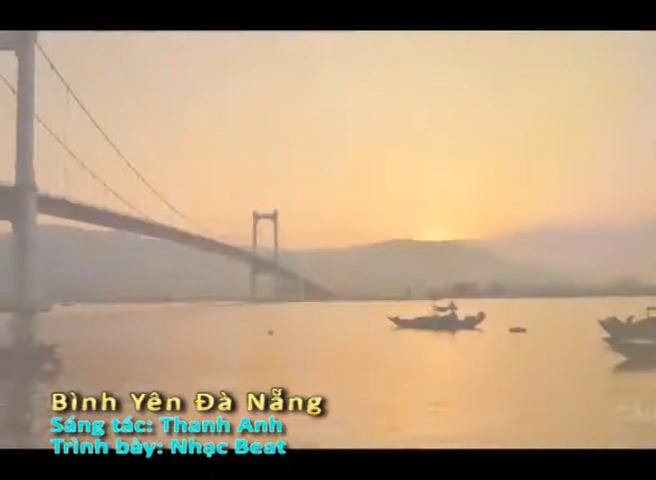 Bình Yên Đà Nẵng
Sáng tác: Thanh Anh
Trình bày: Nhạc Beat